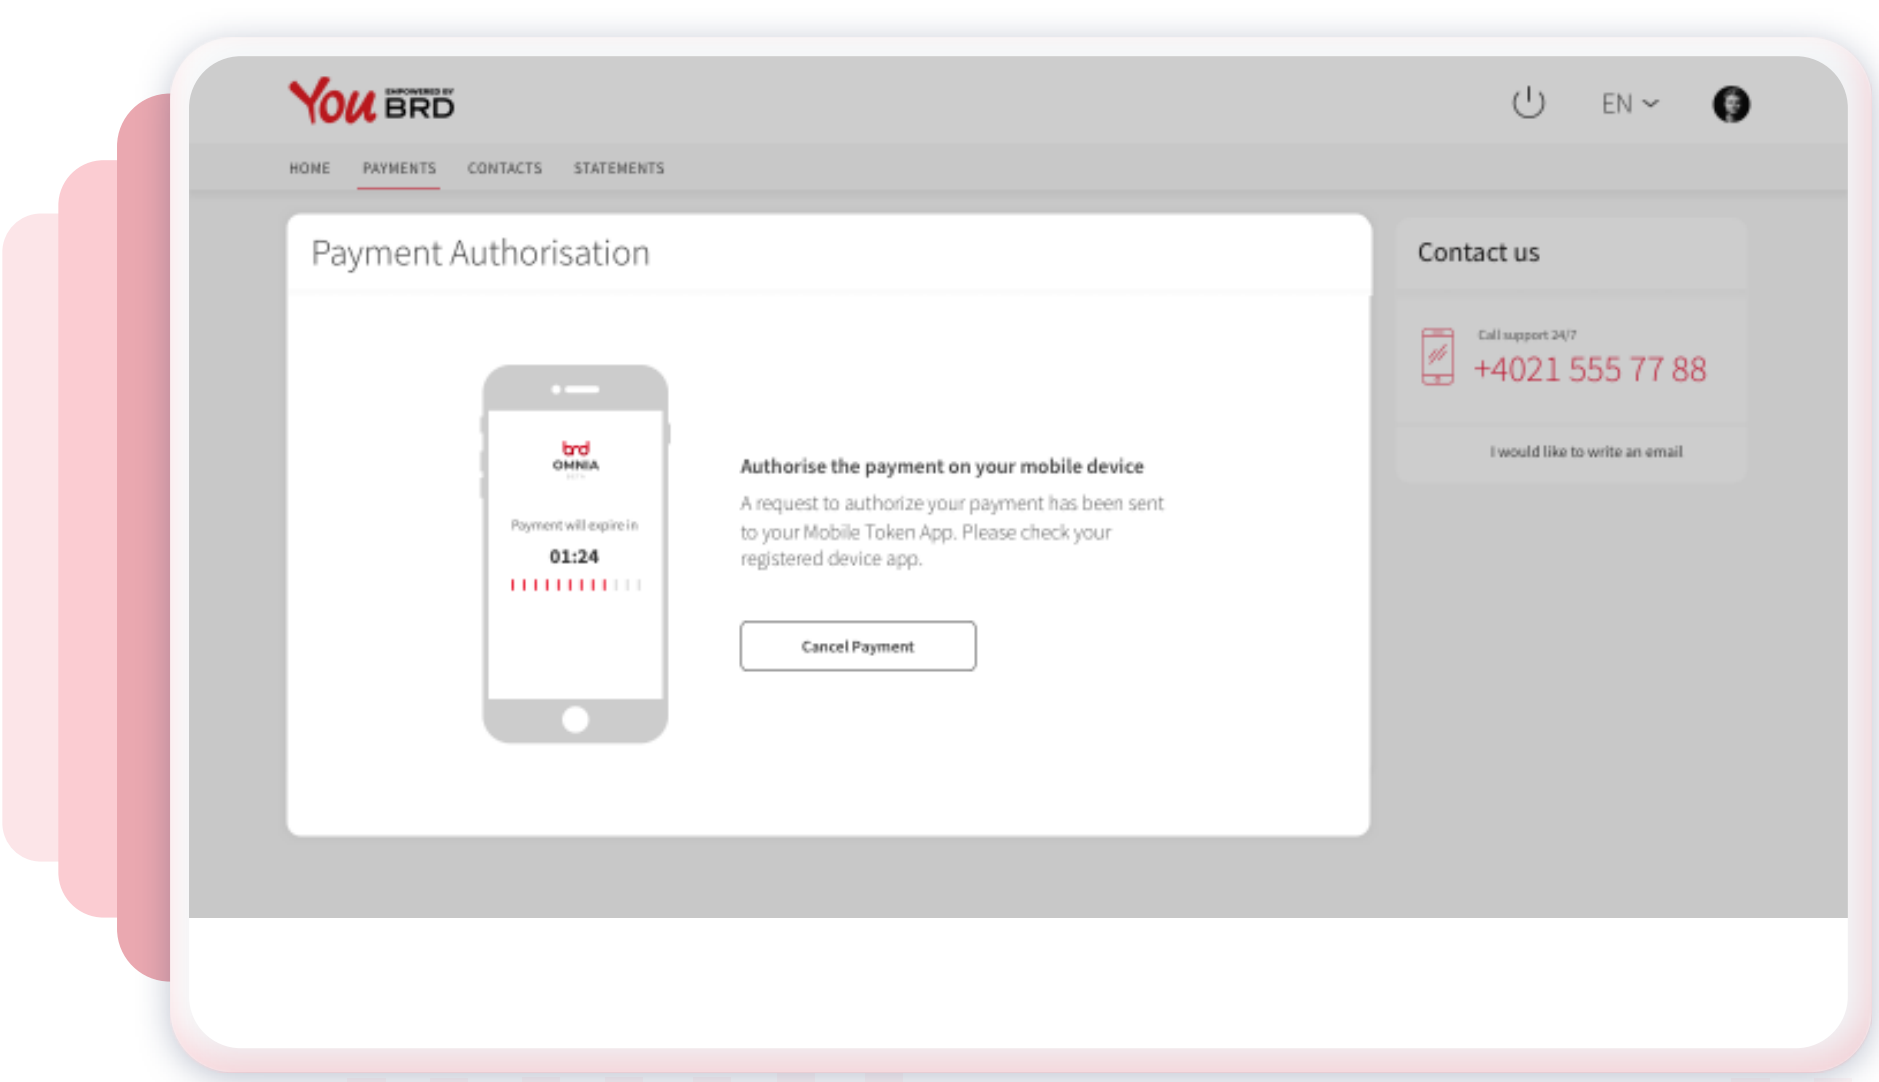 You EMPOWERED BY
BRD
EN
HOME PAYMENTS CONTACTS STATEMENTS
Payment Authorisation
Contact us
Call support 24/7
+4021 555 77 88
I would like to write an email
brd
OMNIA
Payment will expire in
01:24
Authorise the payment on your mobile device
A request to authorize your payment has been sent
to your Mobile Token App. Please check your
registered device app.
Cancel Payment